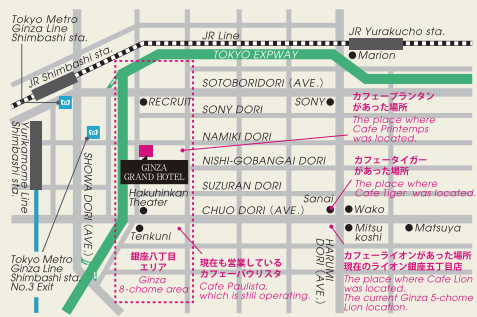 Tokyo Metro
Ginza Line
Shimbashi sta.
JR Shimbashi sta.
JR Line
JR Yurakucho sta.
Marion
TOKYO EXPWAY
SOTOBORIDORI (AVE.)
RECRUIT
SONY DORI
SONY
カフェープランタン
があった場所
The place where
Cafe Printemps
was located.
NAMIKI DORI
Yurikamome Line
Shimbashi sta.
SHOWA DORI (AVE.)
GINZA
GRAND HOTEL
NISHI-GOBANGAI DORI
カフェータイガー
があった場所
The place where
Cafe Tiger was located.
Hakuhinkan
Theater
SUZURAN DORI
Sanai
CHUO DORI (AVE.)
Wako
Tenkuni
Mitsu
koshi
Matsuya
HARUMI
DORI (AVE.)
Tokyo Metro
Ginza Line
Shimbashi sta.
No.3 Exit
銀座八丁目
エリア
Ginza
8-chome area
現在も営業している
カフェーパウリスタ
Cafe Paulista,
which is still operating.
カフェーライオンがあった場所
現在のライオン銀座五丁目店
The place where Cafe Lion
was located.
The current Ginza 5-chome
Lion location.